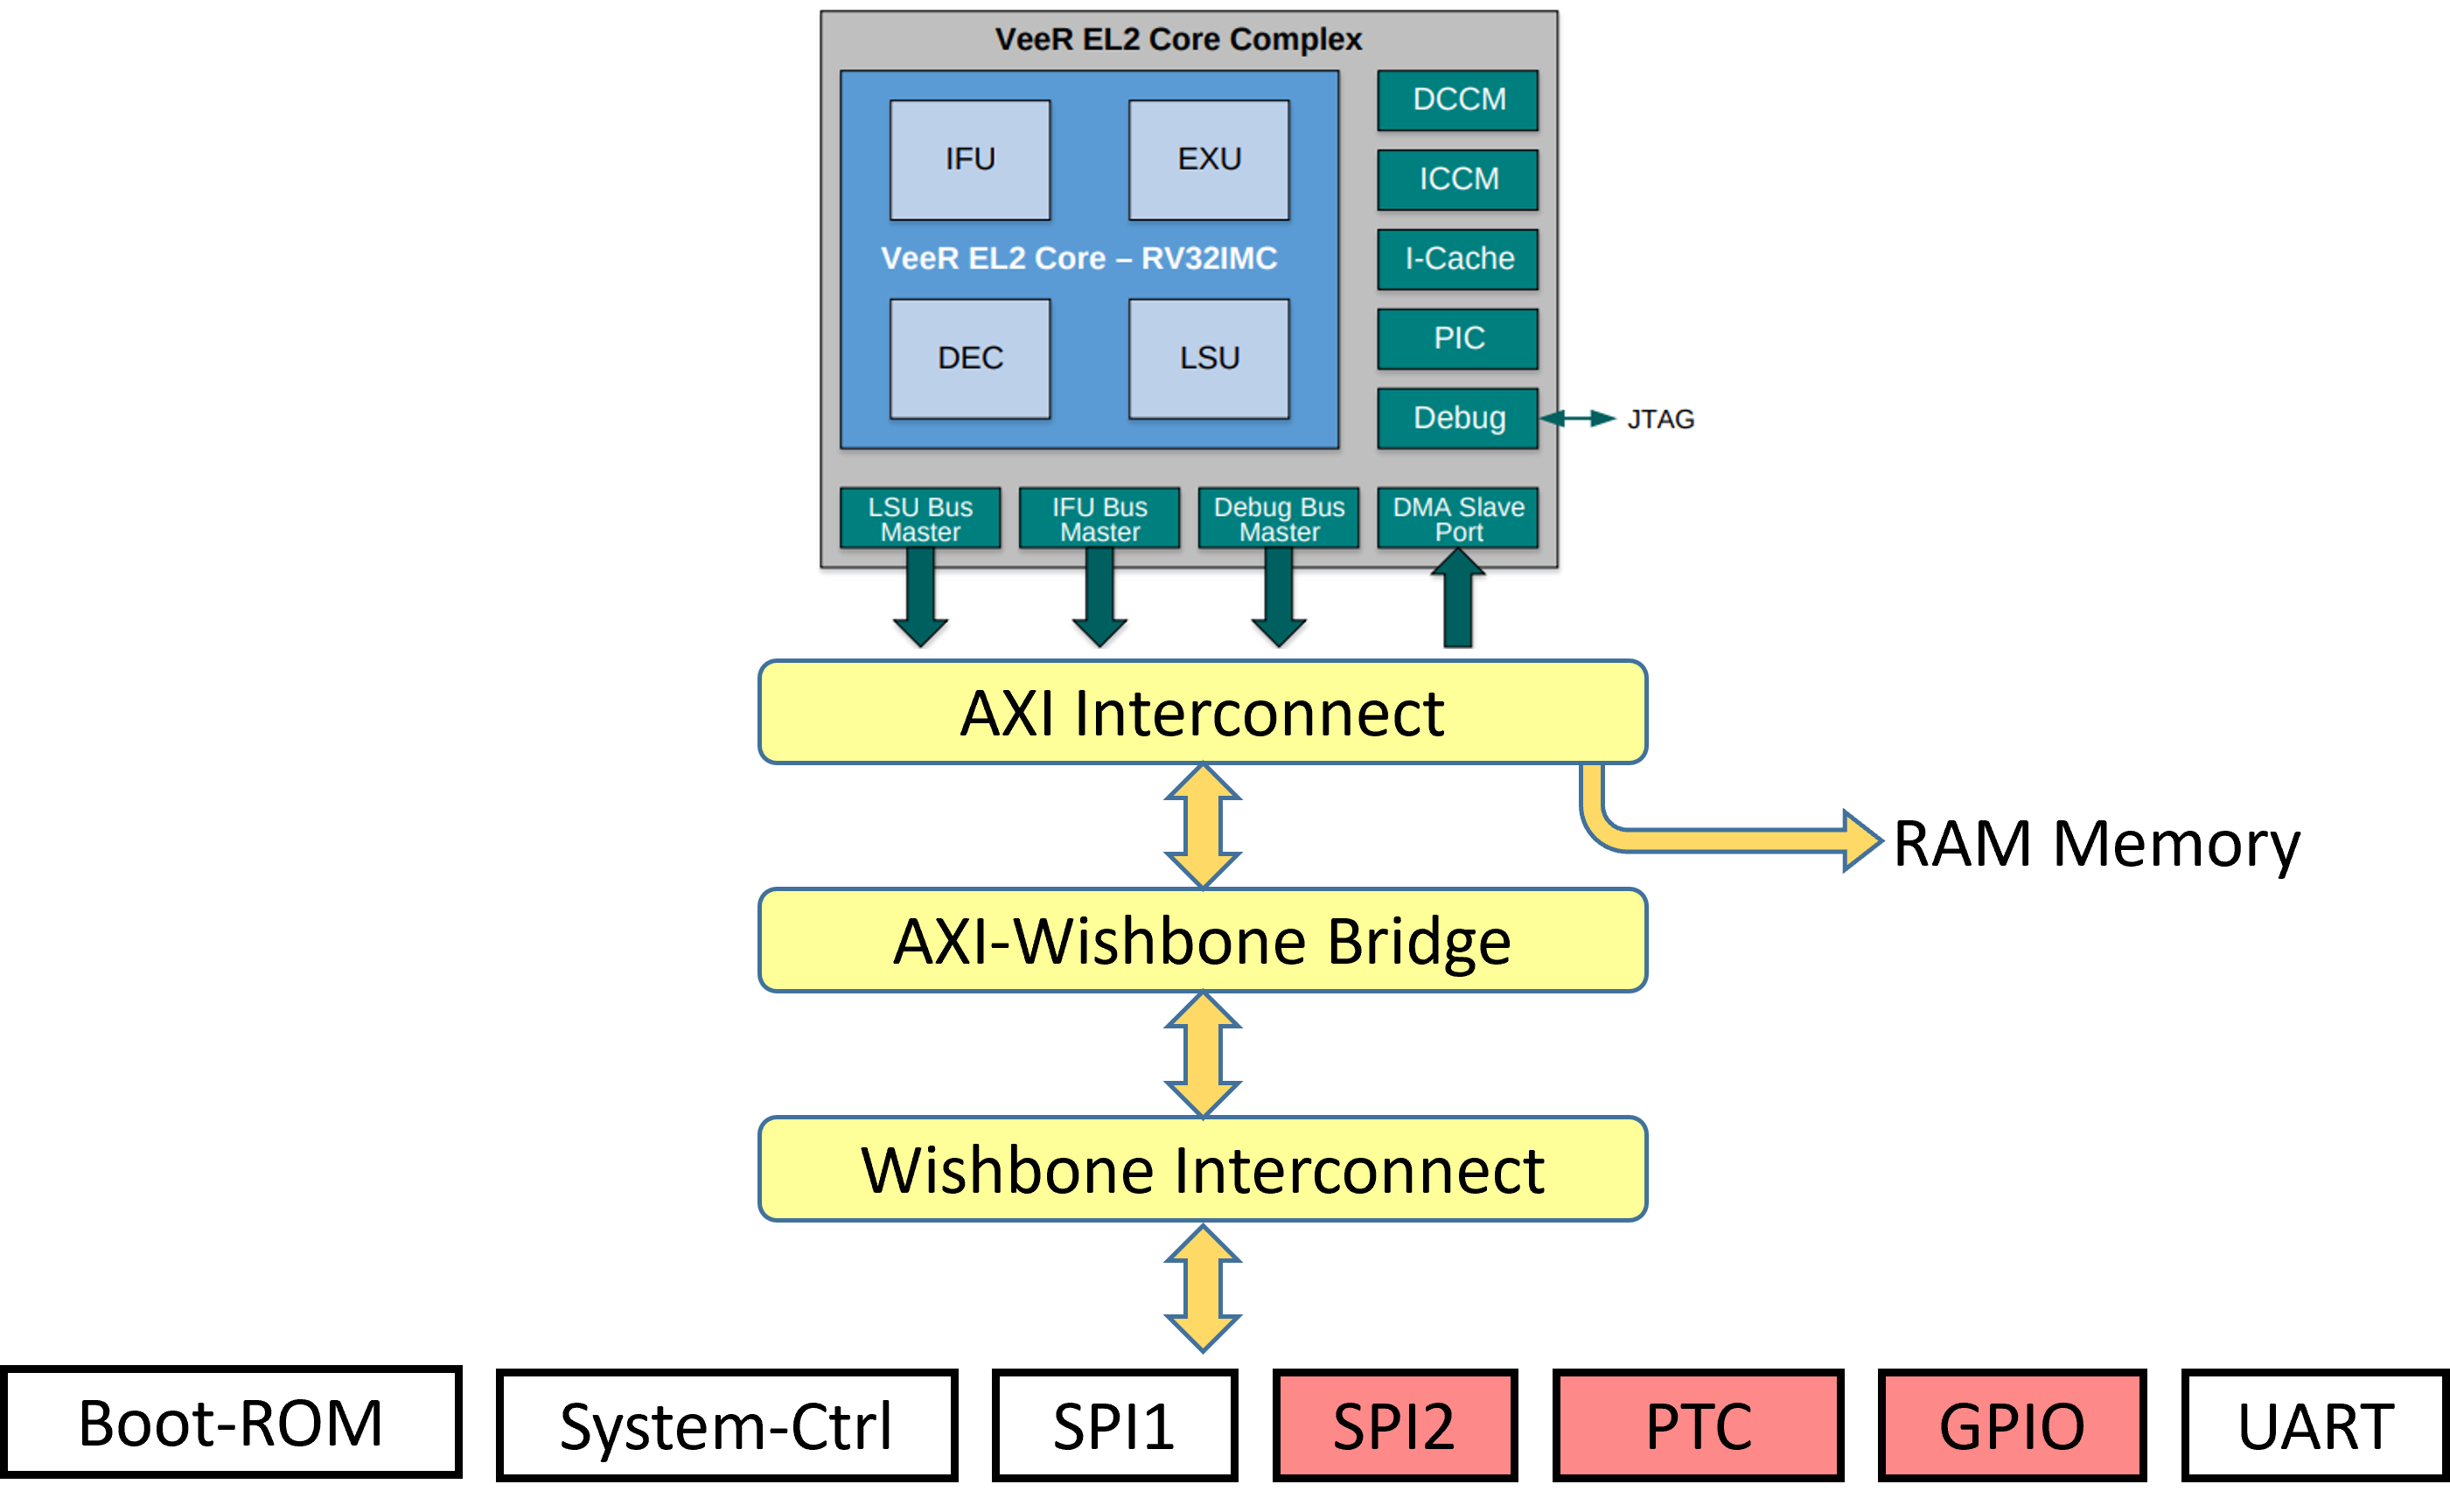 VeeR EL2 Core Complex
IFU
EXU
VeeR EL2 Core – RV32IMC
DEC
LSU
DCCM
ICCM
I-Cache
PIC
Debug
JTAG
LSU Bus
Master
IFU Bus
Master
Debug Bus
Master
DMA Slave
Port
AXI Interconnect
RAM Memory
AXI-Wishbone Bridge
Wishbone Interconnect
Boot-ROM
System-Ctrl
SPI1
SPI2
PTC
GPIO
UART